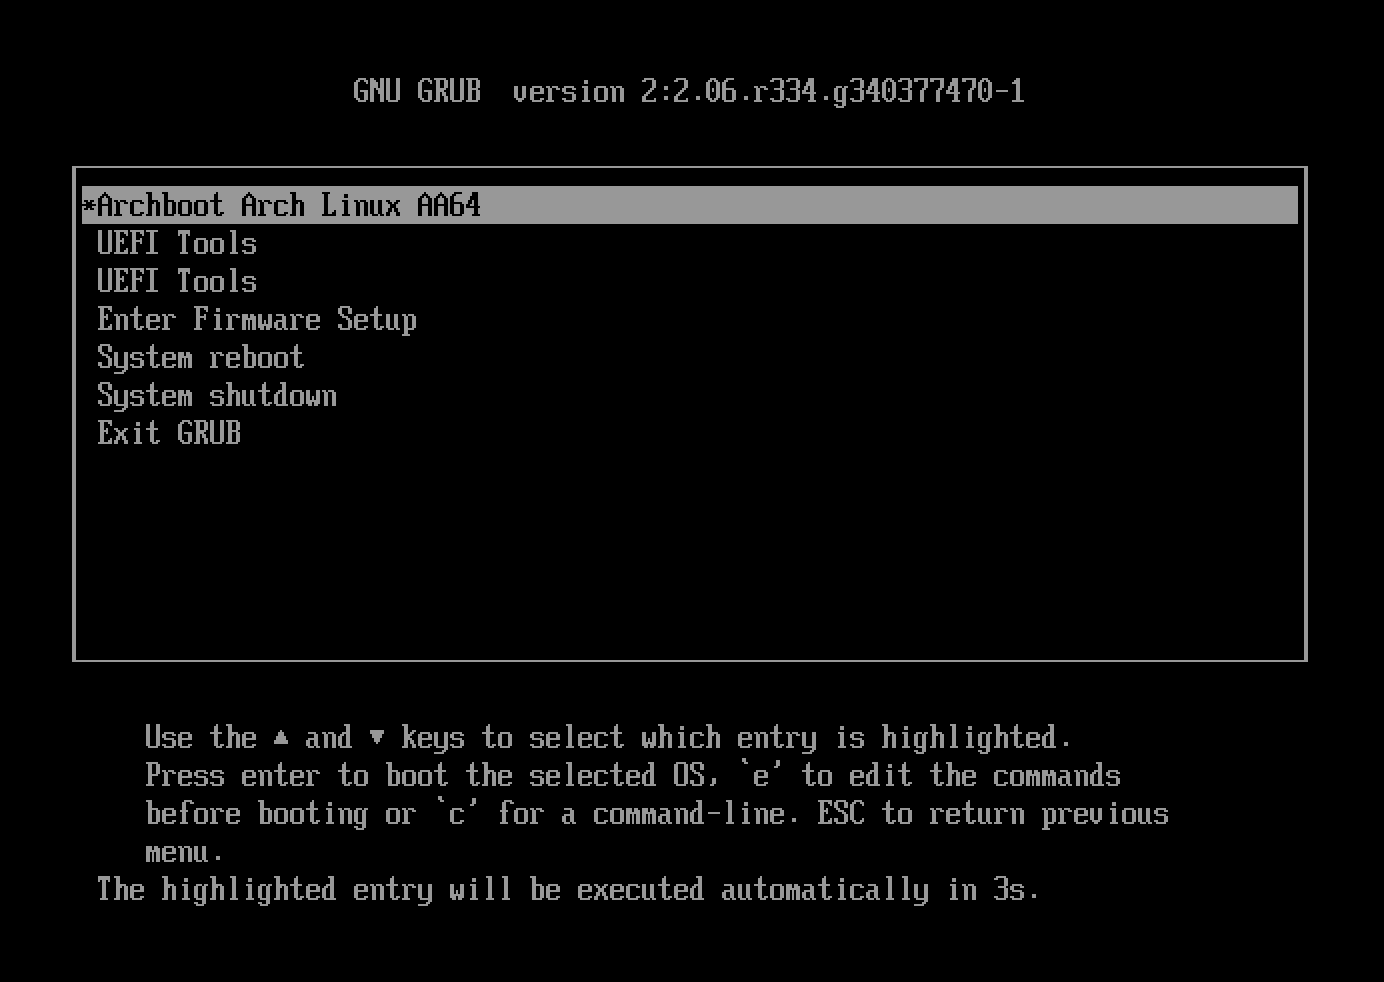 GNU GRUB  version 2:2.06.r334.g340377470-1
*Archboot Arch Linux AA64
UEFI Tools
UEFI Tools
Enter Firmware Setup
System reboot
System shutdown
Exit GRUB
Use the ▲ and ▼ keys to select which entry is highlighted.
Press enter to boot the selected OS, `e' to edit the commands
before booting or `c' for a command-line. ESC to return previous
menu.
The highlighted entry will be executed automatically in 3s.